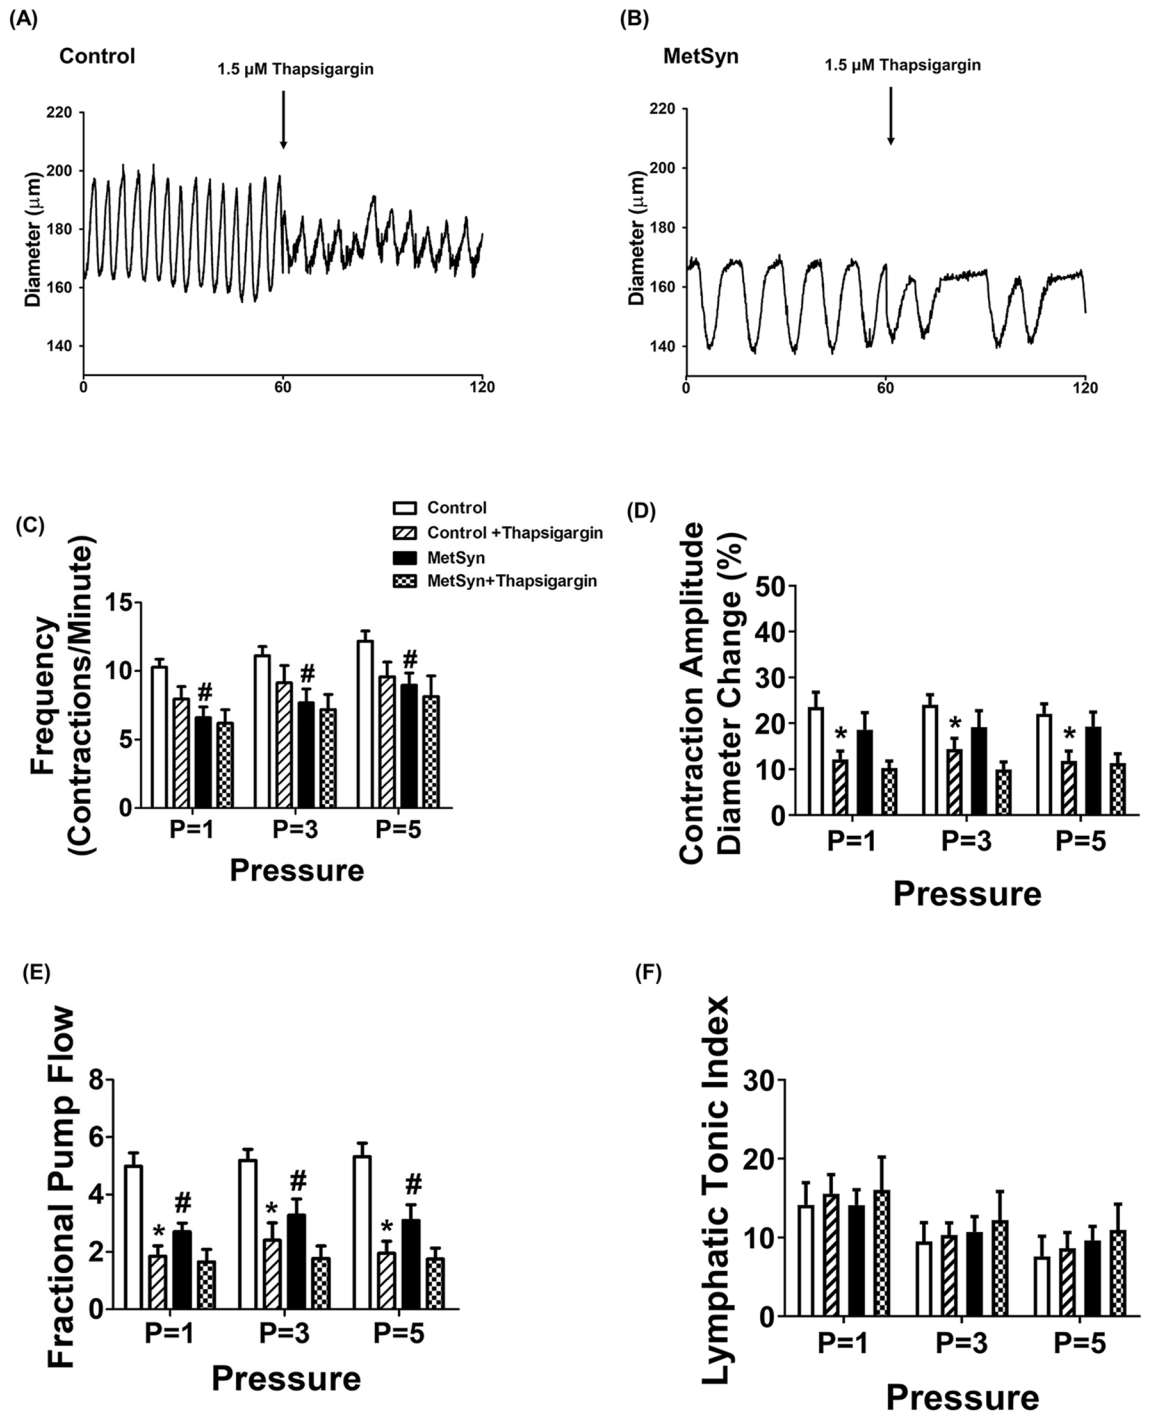 (A)
Control
1.5 µM Thapsigargin
Diameter (µm)
220
200
180
160
140
0
60
120
(B)
MetSyn
1.5 µM Thapsigargin
Diameter (µm)
220
200
180
160
140
0
60
120
(C)
Control
Control +Thapsigargin
MetSyn
MetSyn+Thapsigargin
Frequency
(Contractions/Minute)
15
10
5
0
#
#
#
P=1
P=3
P=5
Pressure
(D)
Contraction Amplitude
Diameter Change (%)
50
40
30
20
10
0
*
*
*
P=1
P=3
P=5
Pressure
(E)
Fractional Pump Flow
8
6
4
2
0
*
#
*
#
*
#
P=1
P=3
P=5
Pressure
(F)
Lymphatic Tonic Index
30
20
10
0
P=1
P=3
P=5
Pressure